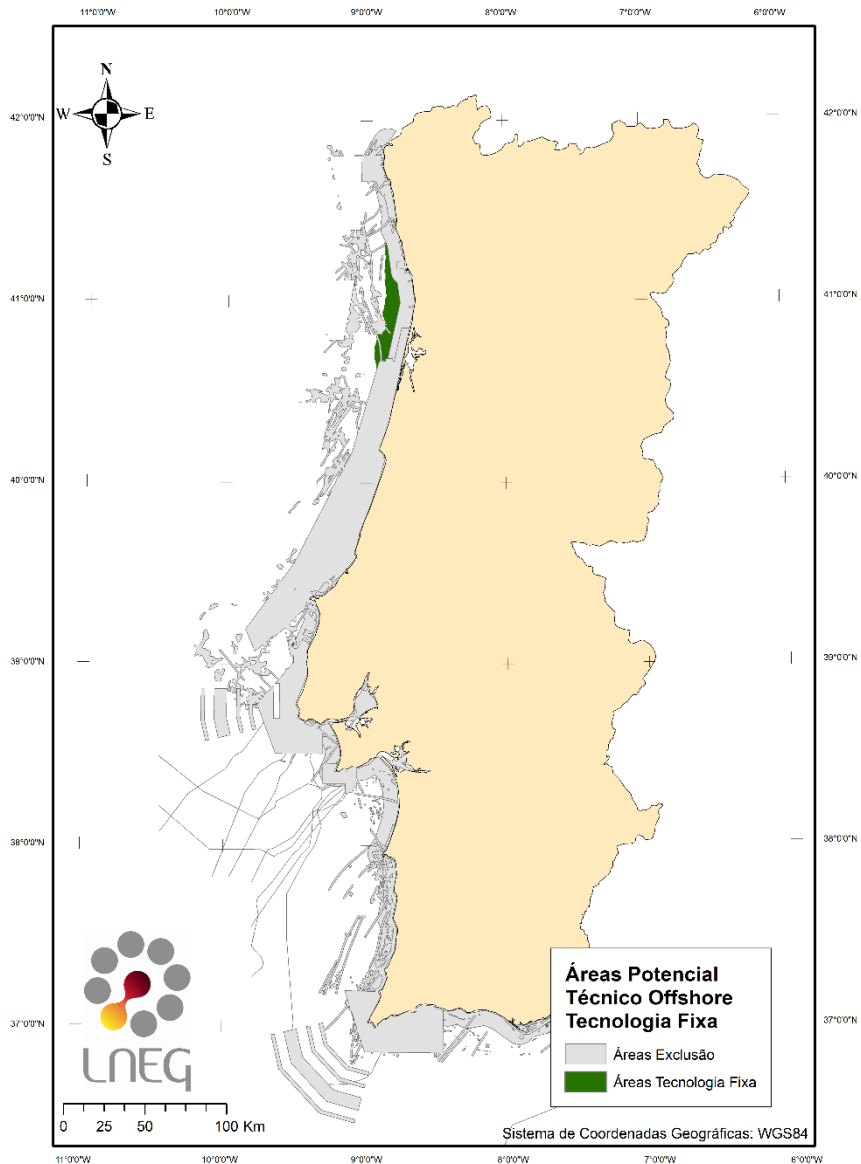 11°0'0"W 10°0'0"W 9°0'0"W 8°0'0"W 7°0'0"W 6°0'0"W
N
W E
S
42°0'0"N 42°0'0"N
41°0'0"N 41°0'0"N
40°0'0"N 40°0'0"N
39°0'0"N 39°0'0"N
38°0'0"N 38°0'0"N
37°0'0"N 37°0'0"N
LNEG
0 25 50 100 Km
Áreas Potencial
Técnico Offshore
Tecnologia Fixa
Áreas Exclusão
Áreas Tecnologia Fixa
Sistema de Coordenadas Geográficas: WGS84
11°0'0"W 10°0'0"W 9°0'0"W 8°0'0"W 7°0'0"W 6°0'0"W